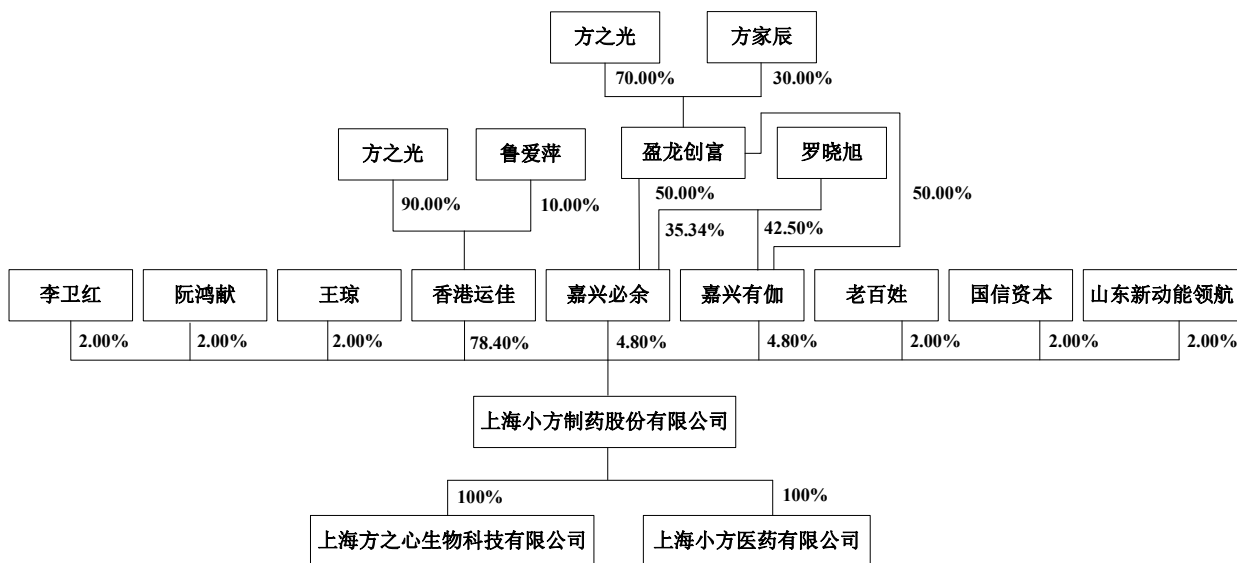 方之光
方家辰
70.00%
30.00%
方之光
鲁爱萍
盈龙创富
罗晓旭
90.00%
10.00%
50.00%
50.00%
35.34%
42.50%
李卫红
阮鸿献
王琼
香港运佳
嘉兴必余
嘉兴有伽
老百姓
国信资本
山东新动能领航
2.00%
2.00%
2.00%
78.40%
4.80%
4.80%
2.00%
2.00%
2.00%
上海小方制药股份有限公司
100%
100%
上海方之心生物科技有限公司
上海小方医药有限公司